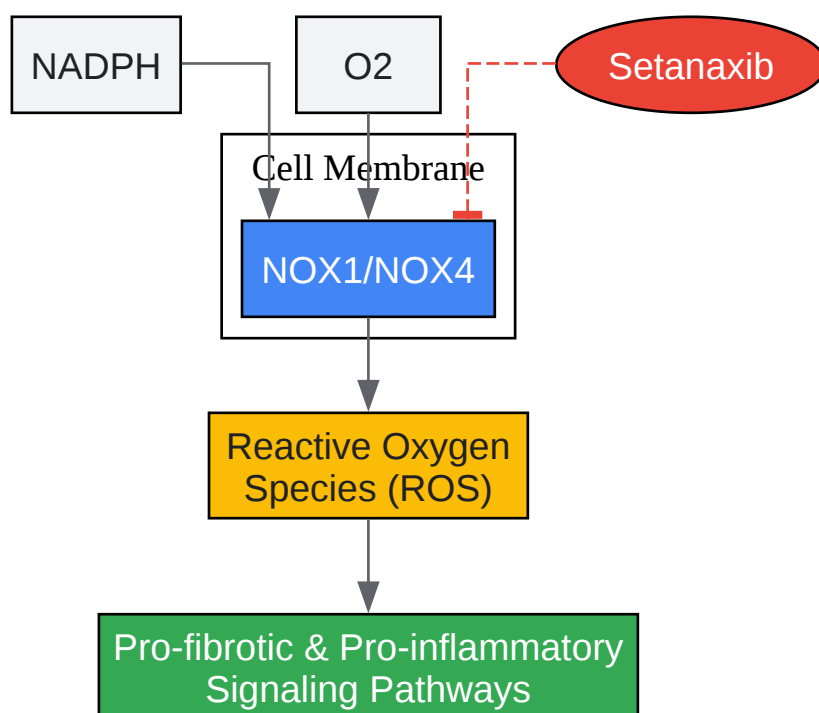 NADPH
O2
Setanaxib
Cell Membrane
NOX1/NOX4
Reactive Oxygen
Species (ROS)
Pro-fibrotic & Pro-inflammatory
Signaling Pathways